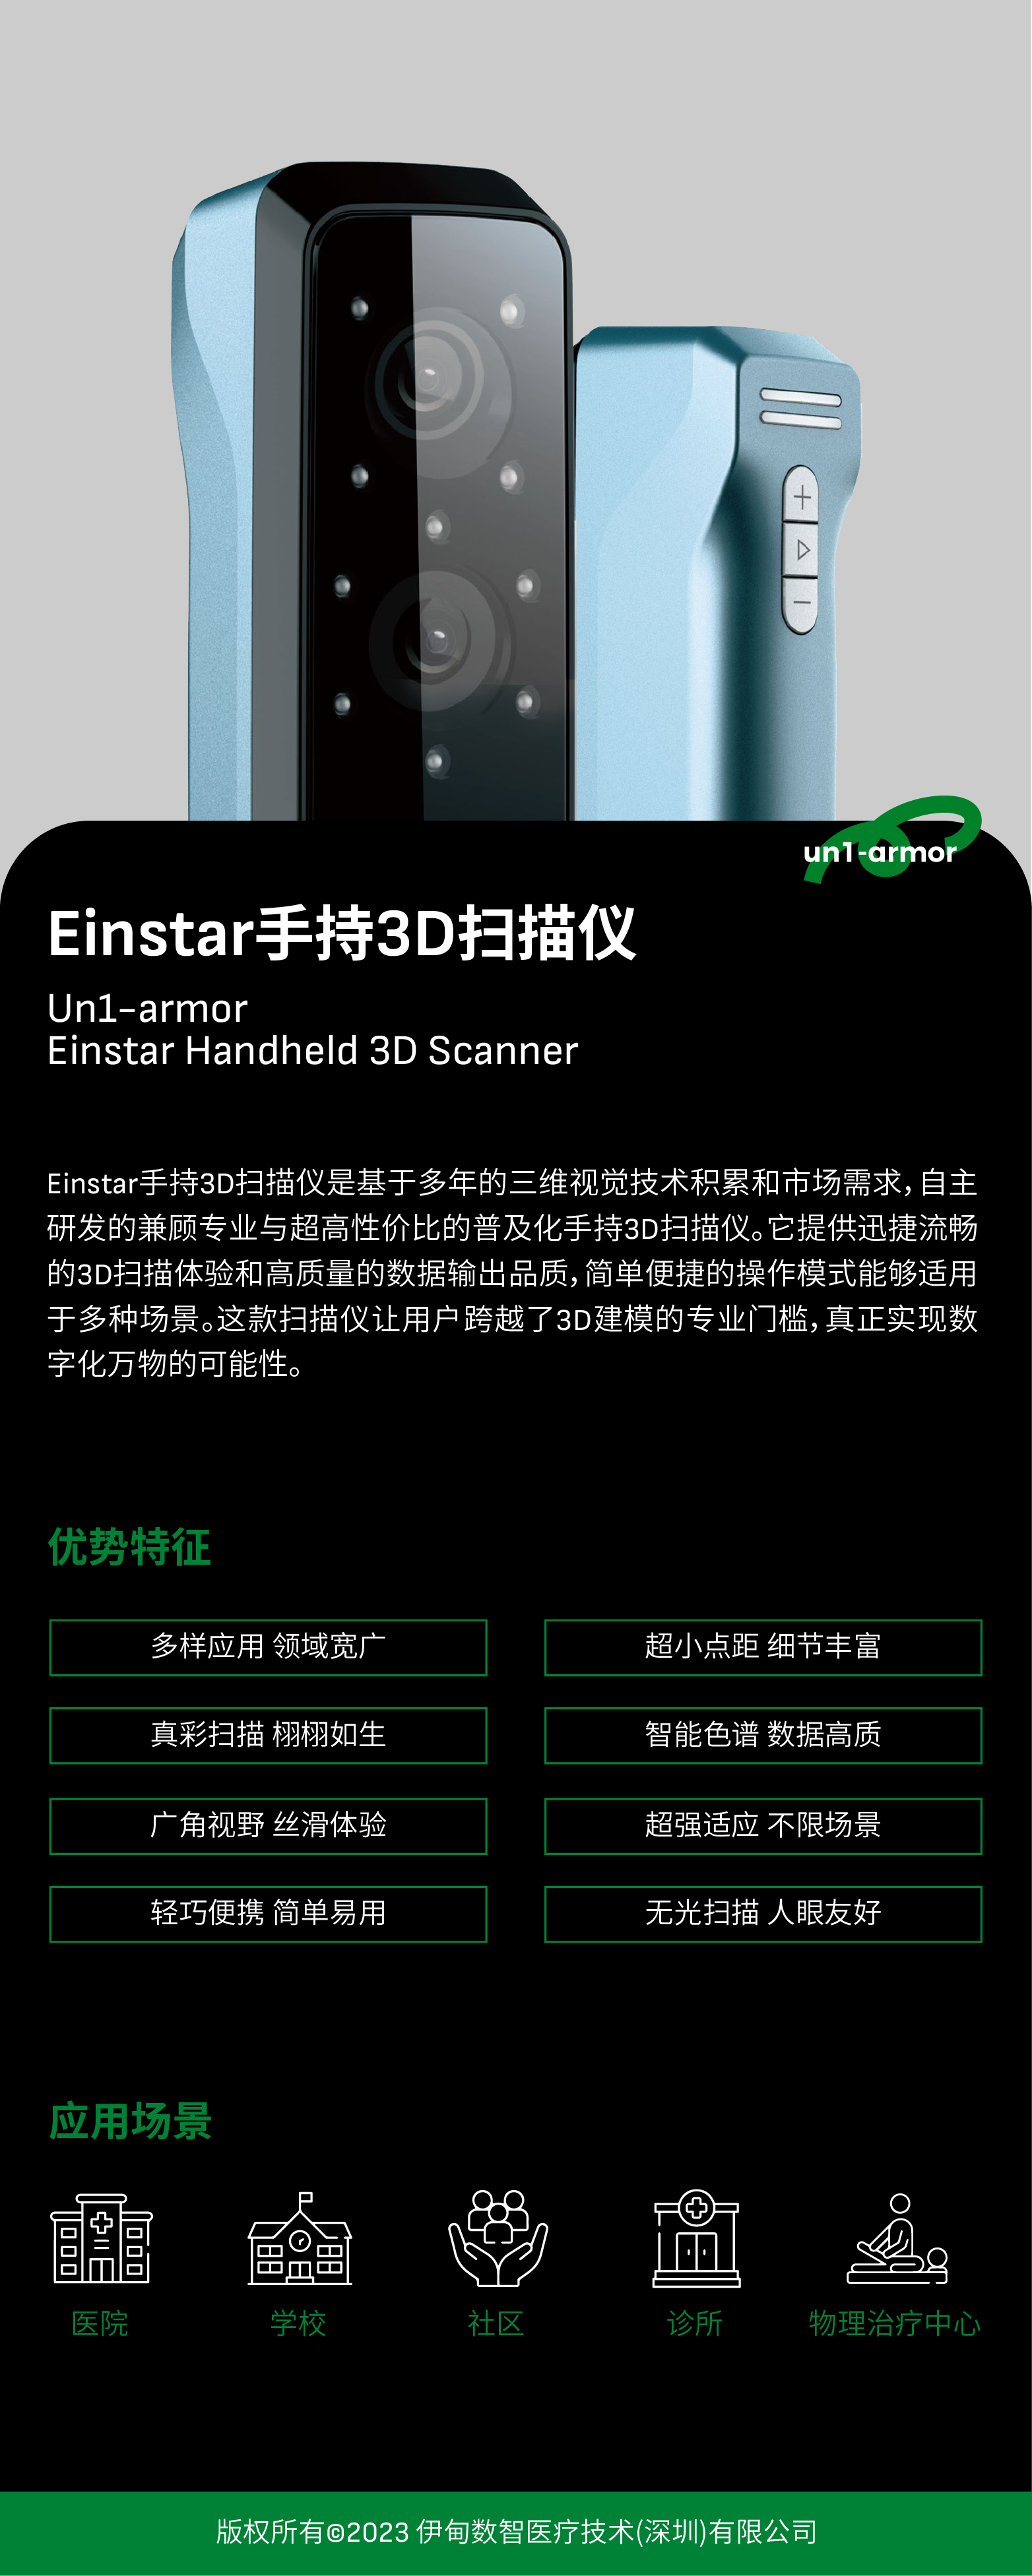 un1-armor
Einstar手持3D扫描仪
Un1-armor
Einstar Handheld 3D Scanner
Einstar手持3D扫描仪是基于多年的三维视觉技术积累和市场需求，自主
研发的兼顾专业与超高性价比的普及化手持3D扫描仪。它提供迅捷流畅
的3D扫描体验和高质量的数据输出品质，简单便捷的操作模式能够适用
于多种场景。这款扫描仪让用户跨越了3D建模的专业门槛，真正实现数
字化万物的可能性。
优势特征
多样应用 领域宽广
超小点距 细节丰富
真彩扫描 栩栩如生
智能色谱 数据高质
广角视野 丝滑体验
超强适应 不限场景
轻巧便携 简单易用
无光扫描 人眼友好
应用场景
医院
学校
社区
诊所
物理治疗中心
版权所有©2023 伊甸数智医疗技术(深圳)有限公司